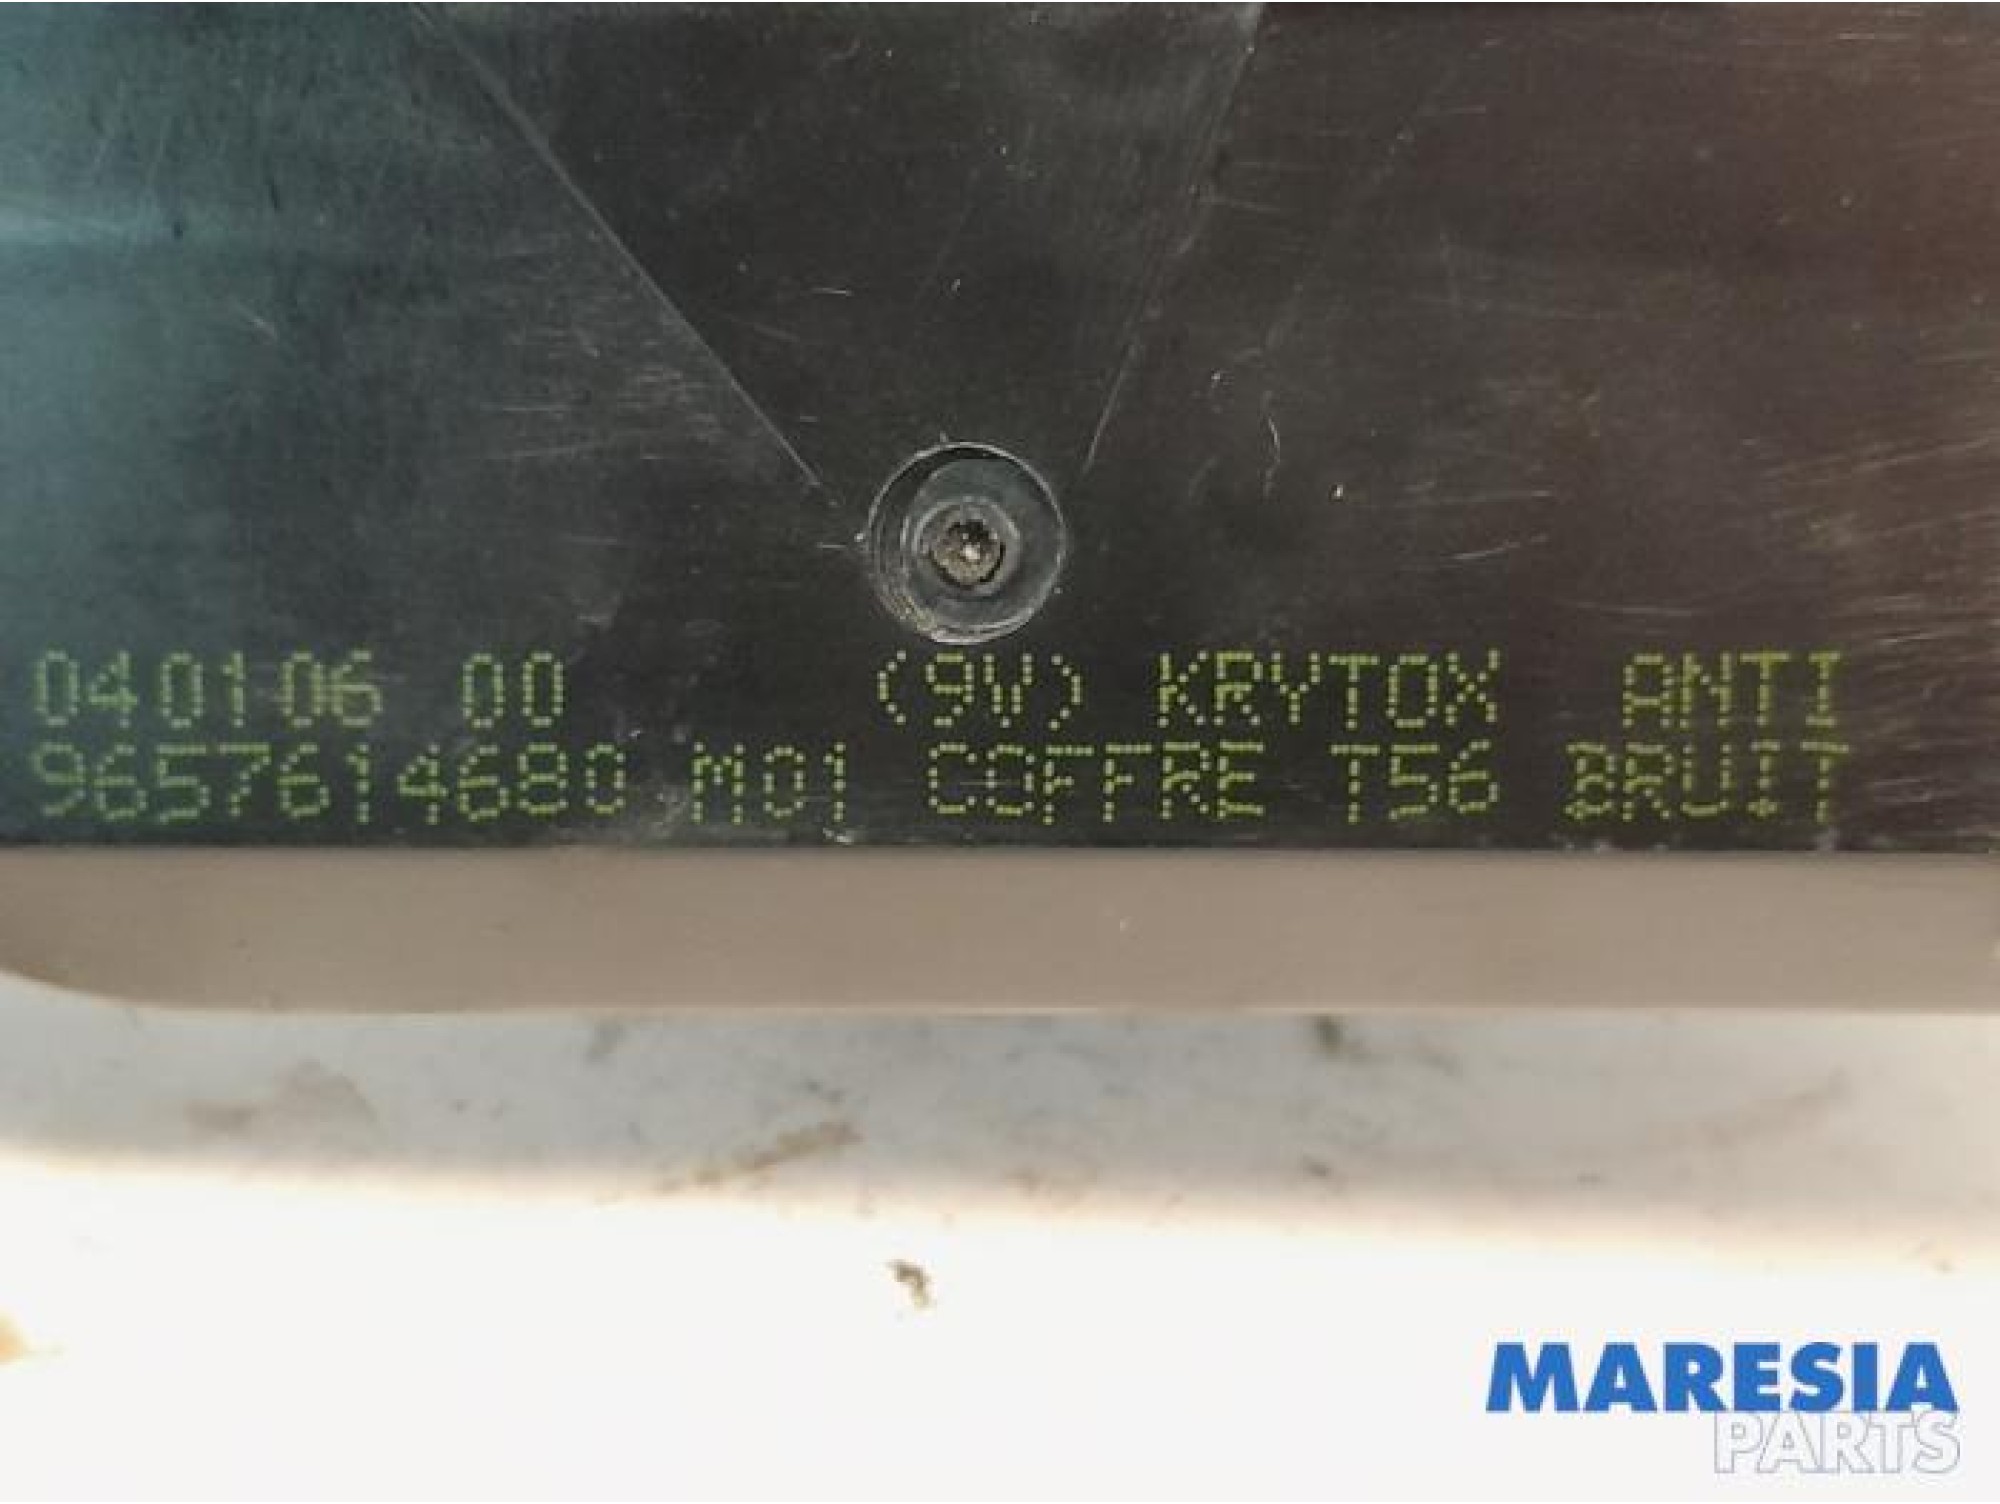 040106 00 (9V) KRYTOX ANTI
9657614680 M01 COFFRE T56 BRUIT
MARESIA
PARTS